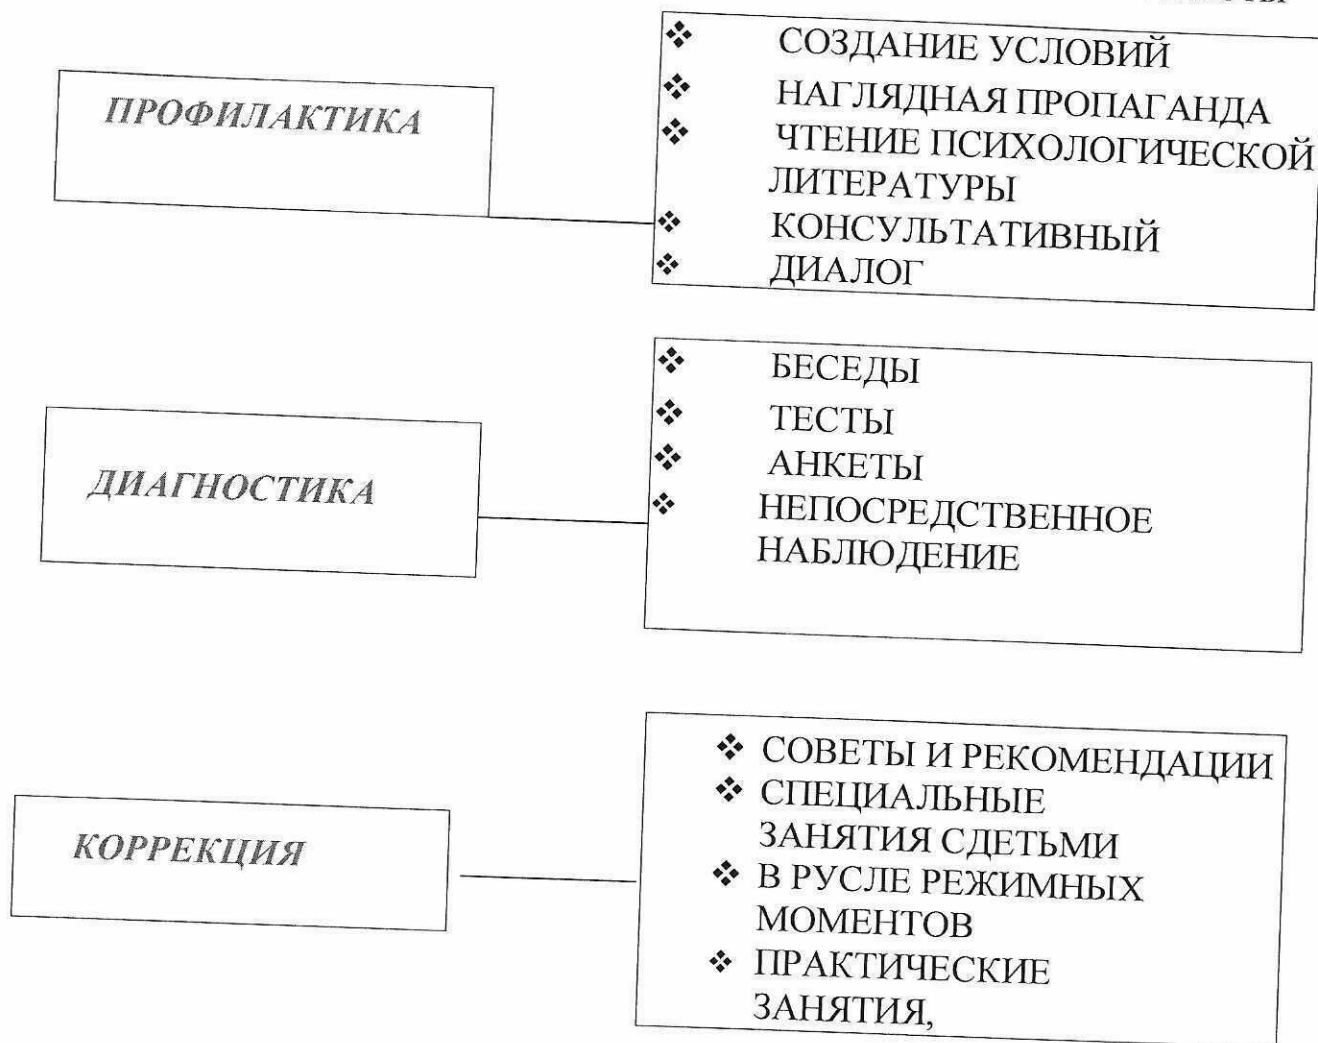 ПРОФИЛАКТИКА
❖ СОЗДАНИЕ УСЛОВИЙ
❖ НАГЛЯДНАЯ ПРОПАГАНДА
❖ ЧТЕНИЕ ПСИХОЛОГИЧЕСКОЙ
ЛИТЕРАТУРЫ
❖ КОНСУЛЬТАТИВНЫЙ
❖ ДИАЛОГ
ДИАГНОСТИКА
❖ БЕСЕДЫ
❖ ТЕСТЫ
❖ АНКЕТЫ
❖ НЕПОСРЕДСТВЕННОЕ
НАБЛЮДЕНИЕ
КОРРЕКЦИЯ
❖ СОВЕТЫ И РЕКОМЕНДАЦИИ
❖ СПЕЦИАЛЬНЫЕ
ЗАНЯТИЯ СДЕТЬМИ
❖ В РУСЛЕ РЕЖИМНЫХ
МОМЕНТОВ
❖ ПРАКТИЧЕСКИЕ
ЗАНЯТИЯ,